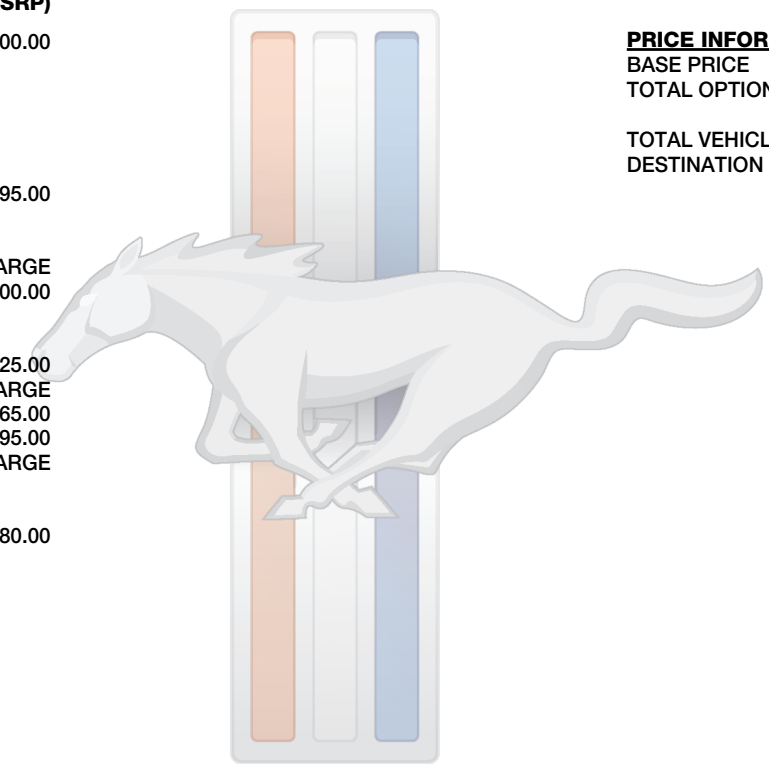 SRP)
00.00
95.00
ARGE
00.00
25.00
ARGE
65.00
95.00
ARGE
80.00
PRICE INFOR
BASE PRICE
TOTAL OPTION
TOTAL VEHICL
DESTINATION